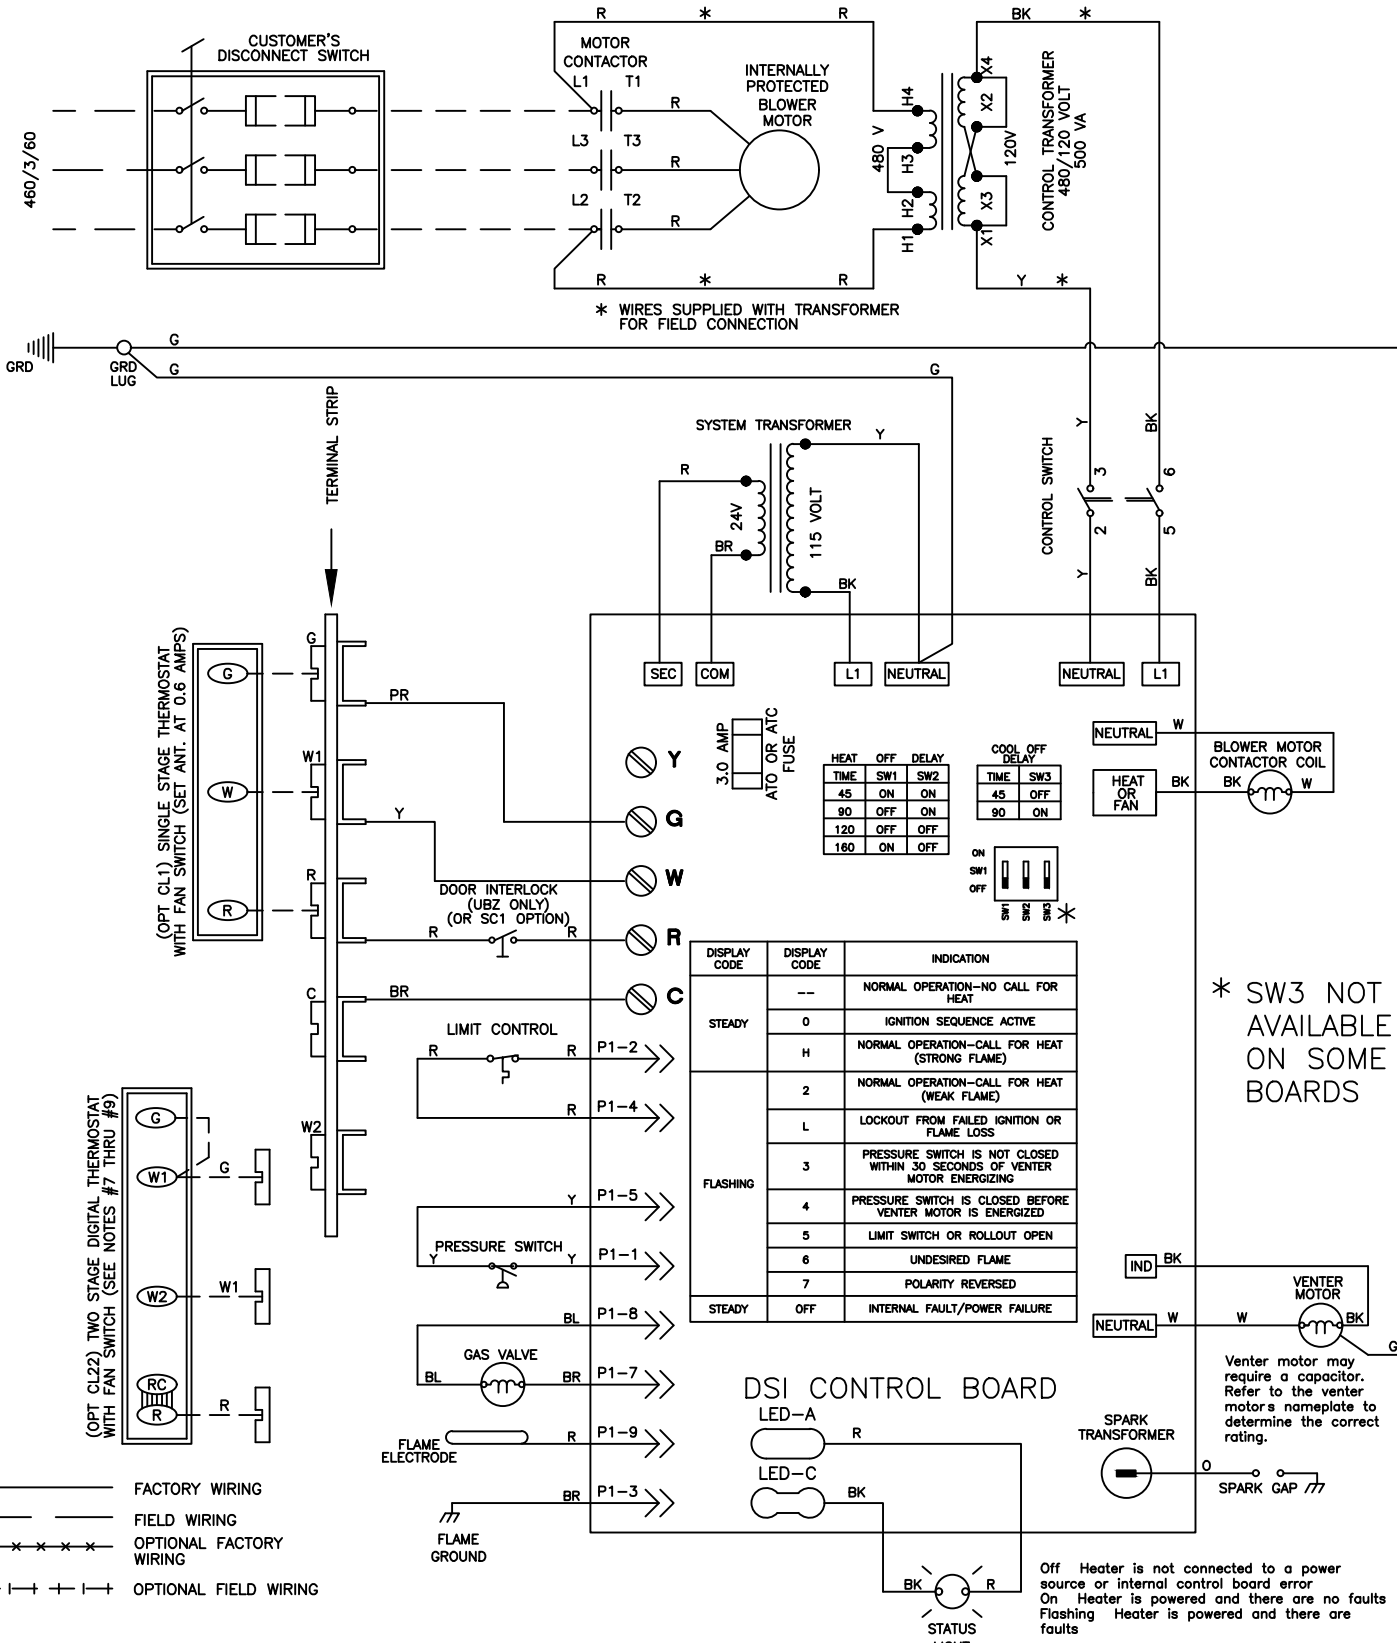 R * R
BK *
CUSTOMER'S
DISCONNECT SWITCH
MOTOR
CONTACTOR
L1 T1
R
L3 T3
R
L2 T2
R
INTERNALLY
PROTECTED
BLOWER
MOTOR
460/3/60
480 V
H4
H3
H2
H1
X4
X2
X3
X1
120V
CONTROL TRANSFORMER
480/120 VOLT
500 VA
R * R
Y *
* WIRES SUPPLIED WITH TRANSFORMER
FOR FIELD CONNECTION
GRD
GRD
LUG
G
G
G
TERMINAL STRIP
SYSTEM TRANSFORMER
R
Y
24V
115 VOLT
BR
BK
CONTROL SWITCH
Y
BK
3
6
2
5
Y
BK
SEC
COM
L1
NEUTRAL
NEUTRAL
L1
(OPT CL1) SINGLE STAGE THERMOSTAT
WITH FAN SWITCH (SET ANT. AT 0.6 AMPS)
G
W
R
G
W1
R
C
W2
PR
Y
DOOR INTERLOCK
(UBZ ONLY)
(OR SC1 OPTION)
R R
BR
Y
G
W
R
C
3.0 AMP
ATO OR ATC
FUSE
HEAT OFF DELAY
TIME SW1 SW2
45 ON ON
90 OFF ON
120 OFF OFF
160 ON OFF
COOL OFF
DELAY
TIME SW3
45 OFF
90 ON
ON
SW1
OFF
SW1 SW2 SW3 *
NEUTRAL W
HEAT
OR
FAN
BK
BLOWER MOTOR
CONTACTOR COIL
BK W
* SW3 NOT
AVAILABLE
ON SOME
BOARDS
DISPLAY CODE DISPLAY CODE INDICATION
STEADY
-- NORMAL OPERATION-NO CALL FOR
HEAT
0 IGNITION SEQUENCE ACTIVE
H NORMAL OPERATION-CALL FOR HEAT
(STRONG FLAME)
FLASHING
2 NORMAL OPERATION-CALL FOR HEAT
(WEAK FLAME)
L LOCKOUT FROM FAILED IGNITION OR
FLAME LOSS
3 PRESSURE SWITCH IS NOT CLOSED
WITHIN 30 SECONDS OF VENTER
MOTOR ENERGIZING
4 PRESSURE SWITCH IS CLOSED BEFORE
VENTER MOTOR IS ENERGIZED
5 LIMIT SWITCH OR ROLLOUT OPEN
6 UNDESIRED FLAME
7 POLARITY REVERSED
STEADY OFF INTERNAL FAULT/POWER FAILURE
LIMIT CONTROL
R R P1-2
R P1-4
Y P1-5
PRESSURE SWITCH
Y Y P1-1
BL P1-8
GAS VALVE
BL BR P1-7
FLAME
ELECTRODE
R P1-9
BR P1-3
FLAME
GROUND
(OPT CL22) TWO STAGE DIGITAL THERMOSTAT
WITH FAN SWITCH (SEE NOTES #7 THRU #9)
G
W1
G
W2
W1
RC
R
R
DSI CONTROL BOARD
LED-A
R
LED-C
BK
BK R
STATUS
IND BK
VENTER
MOTOR
NEUTRAL W W BK
G
Venter motor may
require a capacitor.
Refer to the venter
motors nameplate to
determine the correct
rating.
SPARK
TRANSFORMER
O
SPARK GAP
FACTORY WIRING
FIELD WIRING
OPTIONAL FACTORY
WIRING
OPTIONAL FIELD WIRING
Off Heater is not connected to a power
source or internal control board error
On Heater is powered and there are no faults
Flashing Heater is powered and there are
faults